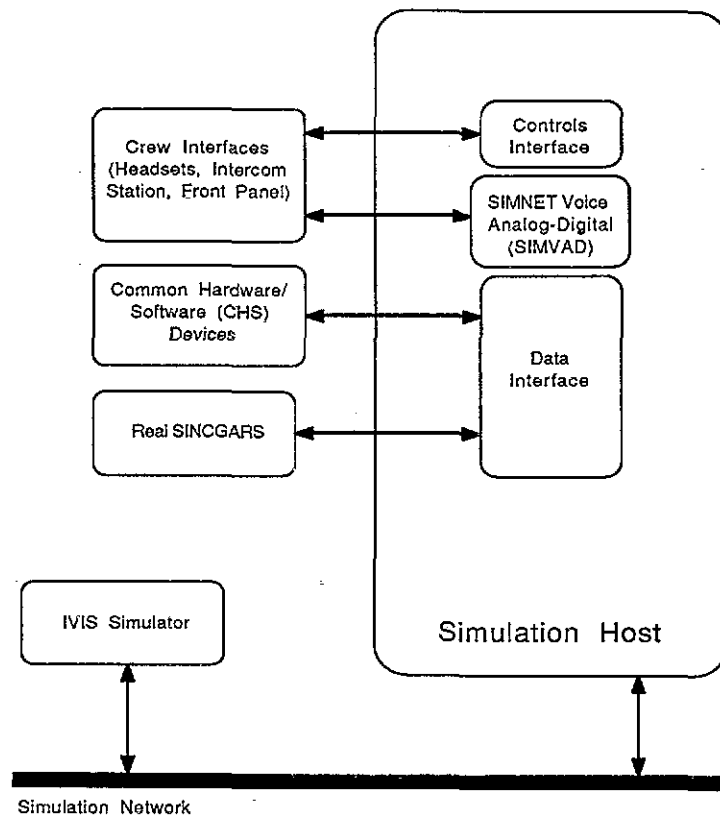 Crew Interfaces
(Headsets, Intercom
Station, Front Panel)
Controls
Interface
SIMNET Voice
Analog-Digital
(SIMVAD)
Common Hardware/
Software (CHS)
Devices
Data
Interface
Real SINCGARS
IVIS Simulator
Simulation Host
Simulation Network